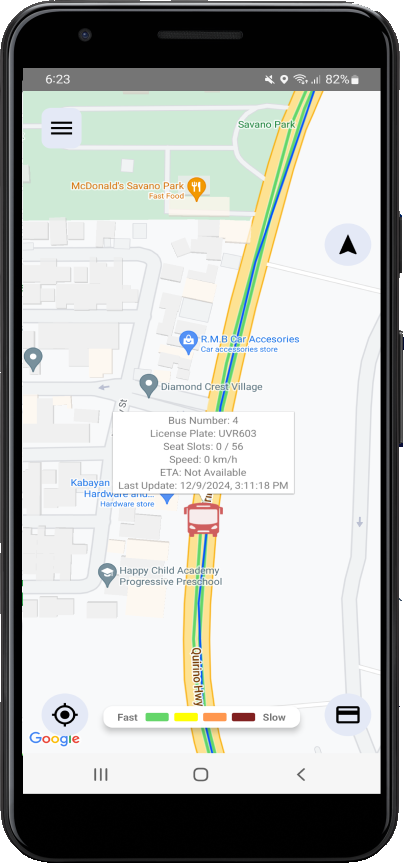 6:23
82%
Savano Park
McDonald's Savano Park
Fast Food
R.M.B Car Accesories
Car accessories store
Diamond Crest Village
St
Bus Number: 4
License Plate: UVR603
Seat Slots: 0 / 56
Speed: 0 km/h
ETA: Not Available
Last Update: 12/9/2024, 3:11:18 PM
Kabayan
Hardware and...
Hardware store
Happy Child Academy
Progressive Preschool
Quirino Hwy
Fast
Slow
Google